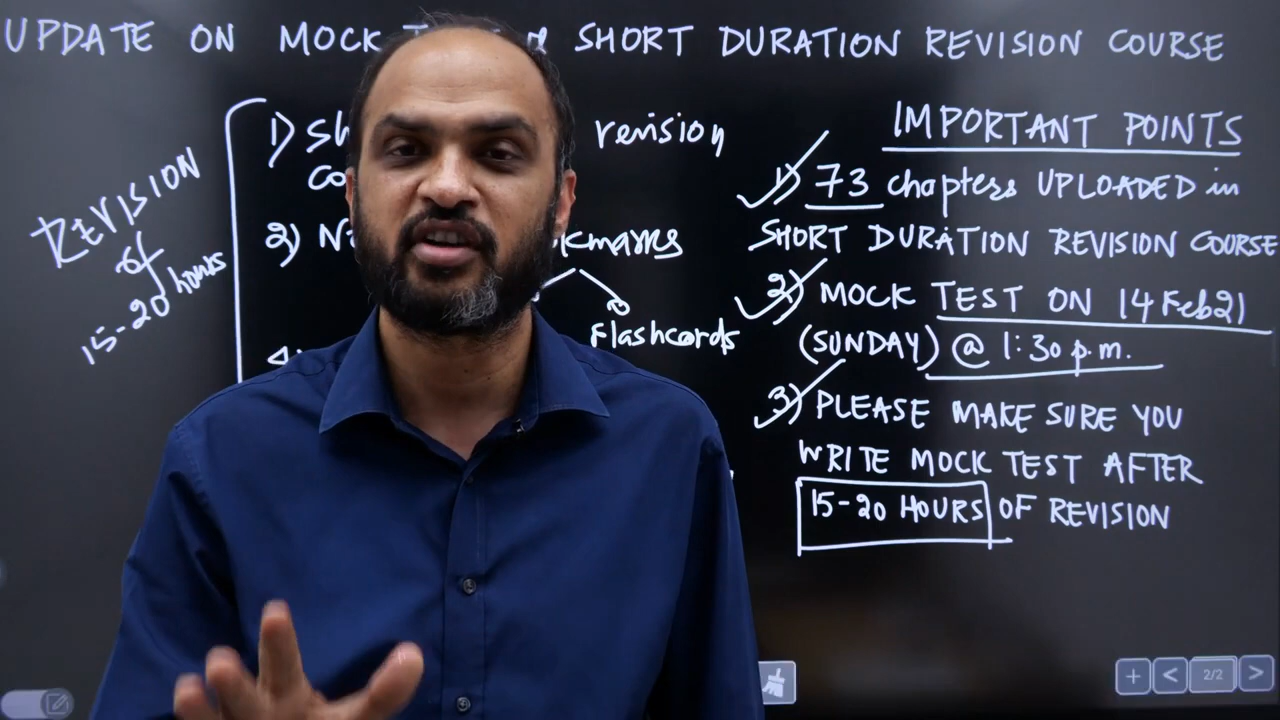 UPDATE ON MOCK SHORT DURATION REVISION COURSE
REVISION
of
15-20 hours
1) revision
2)
Flashcards
IMPORTANT POINTS
1) 73 chapters UPLOADED in
SHORT DURATION REVISION COURSE
2) MOCK TEST ON 14 Feb 21
(SUNDAY) @ 1:30 p.m.
3) PLEASE MAKE SURE YOU
WRITE MOCK TEST AFTER
15-20 HOURS OF REVISION
2/2